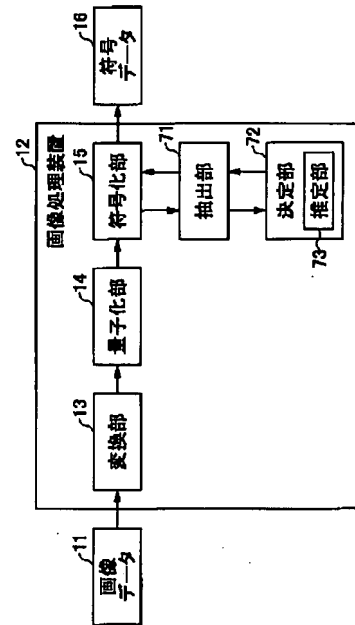 12
画像処理装置
11
画像
データ
13
変換部
14
量子化部
15
符号化部
16
符号
データ
71
抽出部
72
決定部
推定部
73